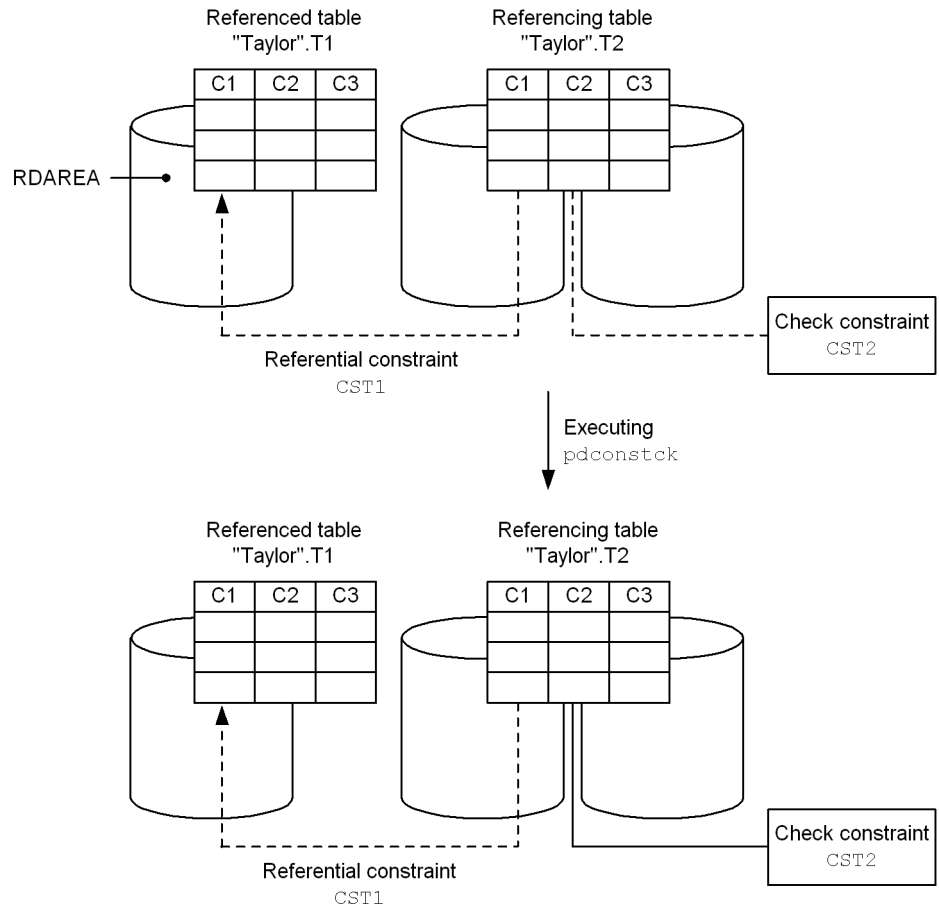 Referenced table
"Taylor".T1
Referencing table
"Taylor".T2
C1 C2 C3
C1 C2 C3
RDAREA
Check constraint
CST2
Referential constraint
CST1
Executing
pdconstck
Referenced table
"Taylor".T1
Referencing table
"Taylor".T2
C1 C2 C3
C1 C2 C3
Check constraint
CST2
Referential constraint
CST1